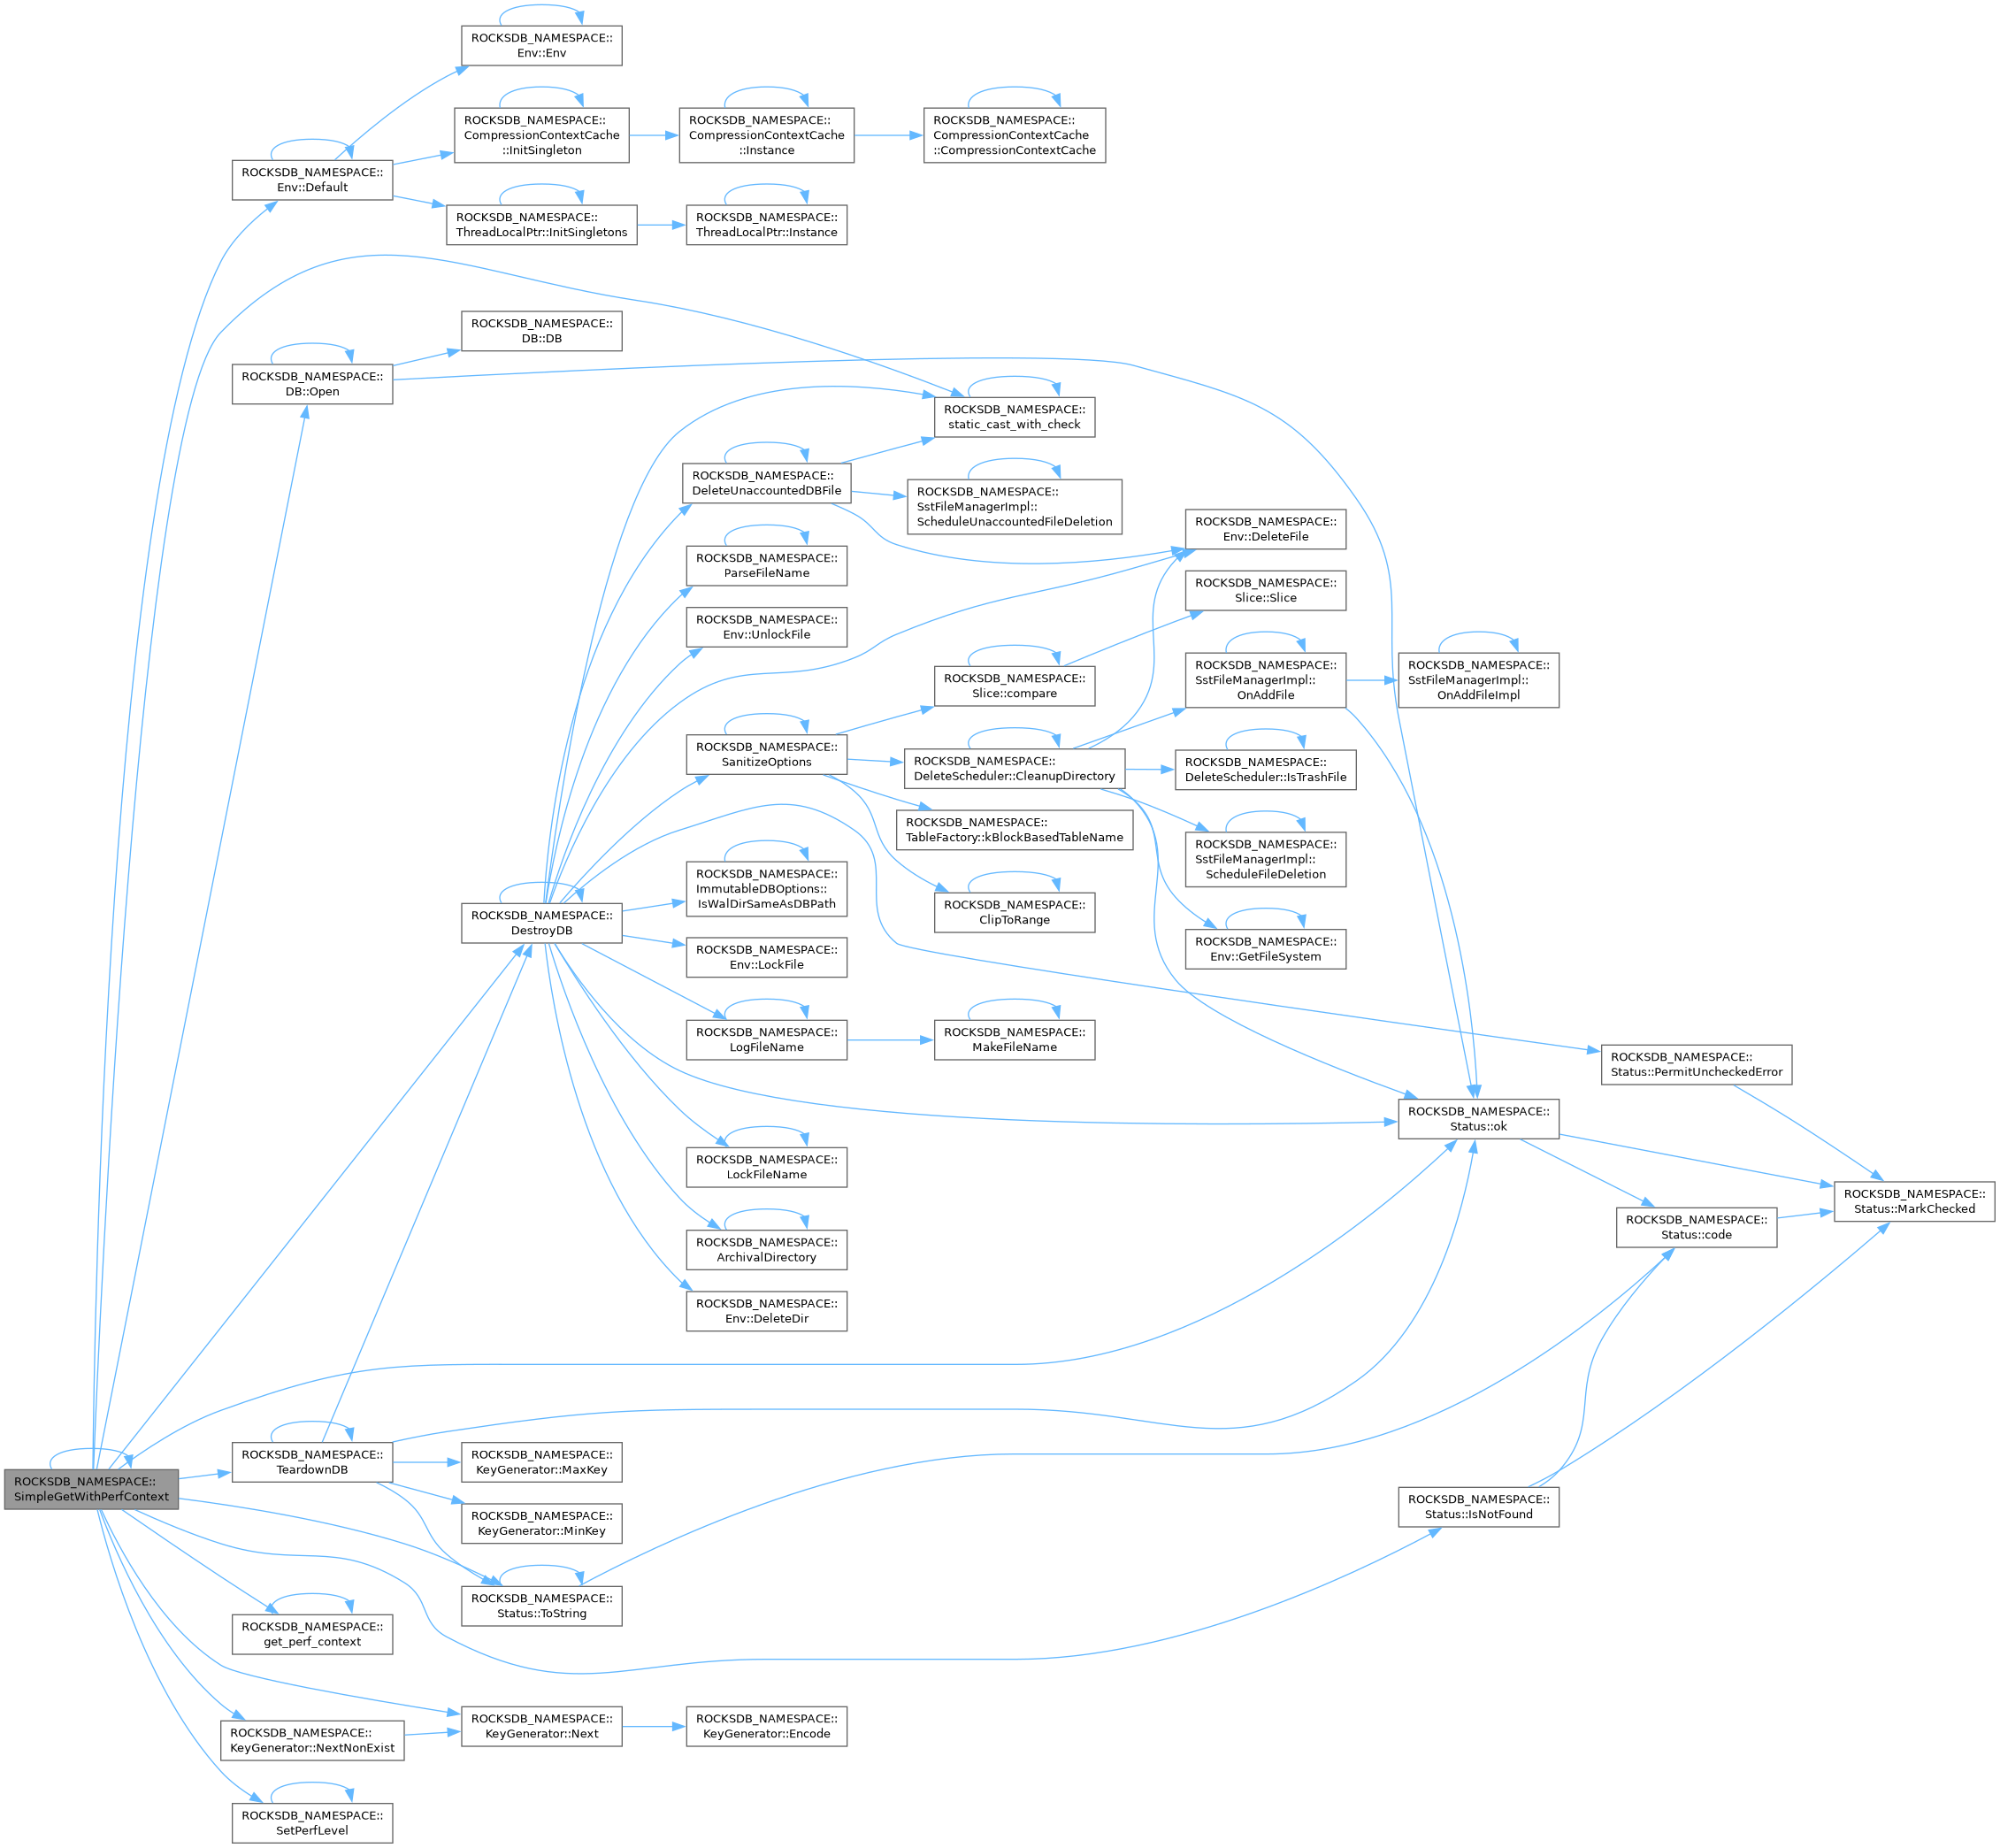 ROCKSDB_NAMESPACE::
Env::Env
ROCKSDB_NAMESPACE::
CompressionContextCache
::InitSingleton
ROCKSDB_NAMESPACE::
CompressionContextCache
::Instance
ROCKSDB_NAMESPACE::
CompressionContextCache
::CompressionContextCache
ROCKSDB_NAMESPACE::
Env::Default
ROCKSDB_NAMESPACE::
ThreadLocalPtr::InitSingletons
ROCKSDB_NAMESPACE::
ThreadLocalPtr::Instance
ROCKSDB_NAMESPACE::
DB::DB
ROCKSDB_NAMESPACE::
DB::Open
ROCKSDB_NAMESPACE::
static_cast_with_check
ROCKSDB_NAMESPACE::
DeleteUnaccountedDBFile
ROCKSDB_NAMESPACE::
SstFileManagerImpl::
ScheduleUnaccountedFileDeletion
ROCKSDB_NAMESPACE::
Env::DeleteFile
ROCKSDB_NAMESPACE::
ParseFileName
ROCKSDB_NAMESPACE::
Slice::Slice
ROCKSDB_NAMESPACE::
Env::UnlockFile
ROCKSDB_NAMESPACE::
Slice::compare
ROCKSDB_NAMESPACE::
SstFileManagerImpl::
OnAddFile
ROCKSDB_NAMESPACE::
SstFileManagerImpl::
OnAddFileImpl
ROCKSDB_NAMESPACE::
SanitizeOptions
ROCKSDB_NAMESPACE::
DeleteScheduler::CleanupDirectory
ROCKSDB_NAMESPACE::
DeleteScheduler::IsTrashFile
ROCKSDB_NAMESPACE::
TableFactory::kBlockBasedTableName
ROCKSDB_NAMESPACE::
SstFileManagerImpl::
ScheduleFileDeletion
ROCKSDB_NAMESPACE::
ImmutableDBOptions::
IsWalDirSameAsDBPath
ROCKSDB_NAMESPACE::
ClipToRange
ROCKSDB_NAMESPACE::
DestroyDB
ROCKSDB_NAMESPACE::
Env::LockFile
ROCKSDB_NAMESPACE::
Env::GetFileSystem
ROCKSDB_NAMESPACE::
LogFileName
ROCKSDB_NAMESPACE::
MakeFileName
ROCKSDB_NAMESPACE::
Status::PermitUncheckedError
ROCKSDB_NAMESPACE::
Status::ok
ROCKSDB_NAMESPACE::
LockFileName
ROCKSDB_NAMESPACE::
Status::MarkChecked
ROCKSDB_NAMESPACE::
Status::code
ROCKSDB_NAMESPACE::
ArchivalDirectory
ROCKSDB_NAMESPACE::
Env::DeleteDir
ROCKSDB_NAMESPACE::
TeardownDB
ROCKSDB_NAMESPACE::
KeyGenerator::MaxKey
ROCKSDB_NAMESPACE::
SimpleGetWithPerfContext
ROCKSDB_NAMESPACE::
KeyGenerator::MinKey
ROCKSDB_NAMESPACE::
Status::IsNotFound
ROCKSDB_NAMESPACE::
Status::ToString
ROCKSDB_NAMESPACE::
get_perf_context
ROCKSDB_NAMESPACE::
KeyGenerator::Next
ROCKSDB_NAMESPACE::
KeyGenerator::Encode
ROCKSDB_NAMESPACE::
KeyGenerator::NextNonExist
ROCKSDB_NAMESPACE::
SetPerfLevel